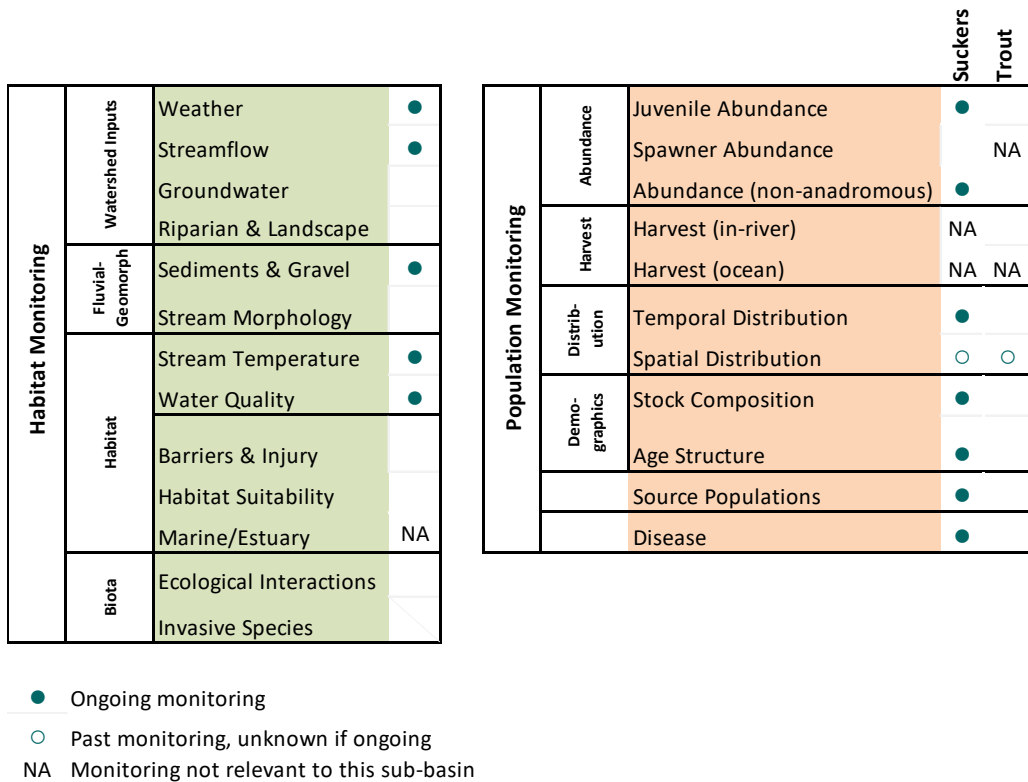 Suckers
Trout
Habitat Monitoring
Watershed Inputs
Weather ●
Streamflow ●
Groundwater
Riparian & Landscape
Fluvial-
Geomorph
Sediments & Gravel ●
Stream Morphology
Habitat
Stream Temperature ●
Water Quality ●
Barriers & Injury
Habitat Suitability
Marine/Estuary NA
Biota
Ecological Interactions
Invasive Species
Population Monitoring
Abundance
Juvenile Abundance ●
Spawner Abundance NA
Abundance (non-anadromous) ●
Harvest
Harvest (in-river) NA
Harvest (ocean) NA NA
Distrib-
ution
Temporal Distribution ●
Spatial Distribution ○ ○
Demo-
graphics
Stock Composition ●
Age Structure ●
Source Populations ●
Disease ●
● Ongoing monitoring
○ Past monitoring, unknown if ongoing
NA Monitoring not relevant to this sub-basin